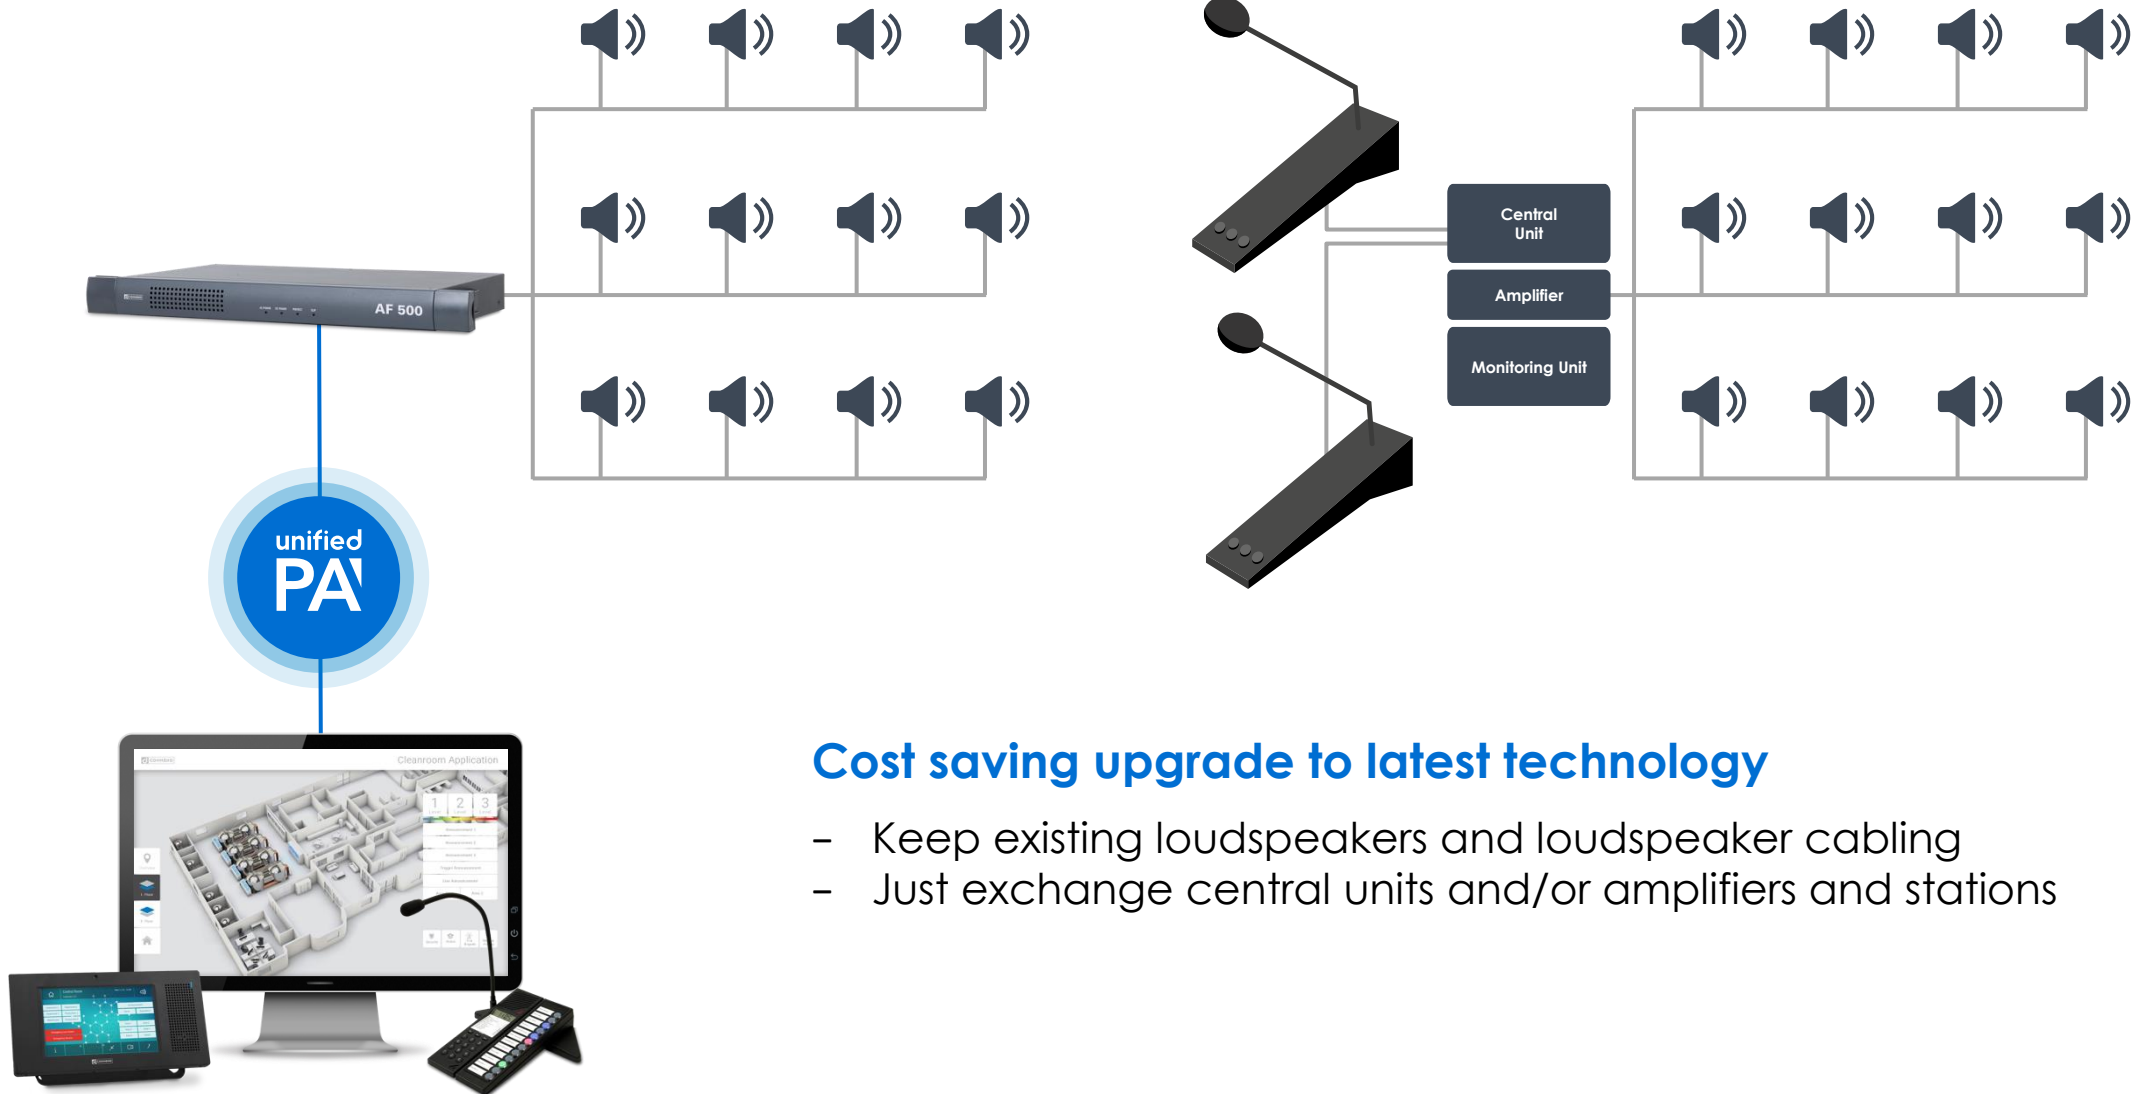 Central
Unit
Amplifier
Monitoring Unit
AF 500
unified
PA
Cleanroom Application
1 2 3
Cost saving upgrade to latest technology
- Keep existing loudspeakers and loudspeaker cabling
- Just exchange central units and/or amplifiers and stations